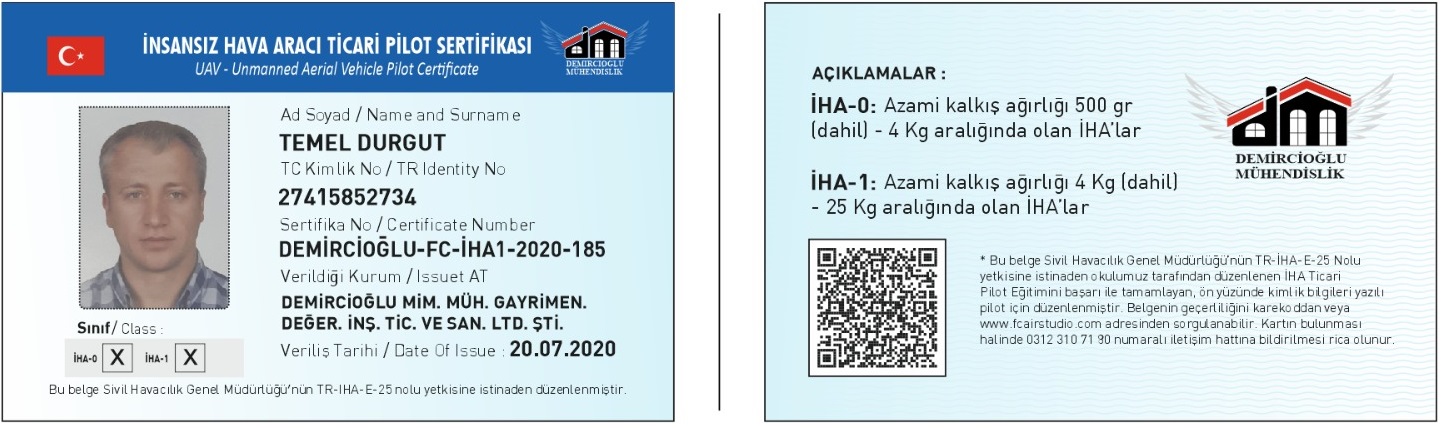 İNSANSIZ HAVA ARACI TİCARİ PİLOT SERTİFİKASI
UAV - Unmanned Aerial Vehicle Pilot Certificate
DEMIRCIOGLU
MÜHENDISLIK
Ad Soyad / Name and Surname
TEMEL DURGUT
TC Kimlik No / TR Identity No
27415852734
Sertifika No / Certificate Number
DEMİRCİOĞLU-FC-İHA1-2020-185
Verildiği Kurum / Issuet AT
DEMİRCİOĞLU MİM. MÜH. GAYRİMEN.
DEĞER. İNŞ. TİC. VE SAN. LTD. ŞTİ.
Veriliş Tarihi / Date Of Issue : 20.07.2020
Sınıf/ Class :
İHA-0 X İHA-1 X
Bu belge Sivil Havacılık Genel Müdürlüğü'nün TR-IHA-E-25 nolu yetkisine istinaden düzenlenmiştir.
AÇIKLAMALAR :
İHA-0: Azami kalkış ağırlığı 500 gr
(dahil) - 4 Kg aralığında olan İHA'lar
İHA-1: Azami kalkış ağırlığı 4 Kg (dahil)
- 25 Kg aralığında olan İHA'lar
DEMİRCİOĞLU
MÜHENDİSLİK
* Bu belge Sivil Havacılık Genel Müdürlüğü'nün TR-İHA-E-25 Nolu
yetkisine istinaden okulumuz tarafından düzenlenen İHA Ticari
Pilot Eğitimini başarı ile tamamlayan, ön yüzünde kimlik bilgileri yazılı
pilot için düzenlenmiştir. Belgenin geçerliliğini karekoddan veya
www.fcairstudio.com adresinden sorgulanabilir. Kartın bulunması
halinde 0312 310 71 90 numaralı iletişim hattına bildirilmesi rica olunur.